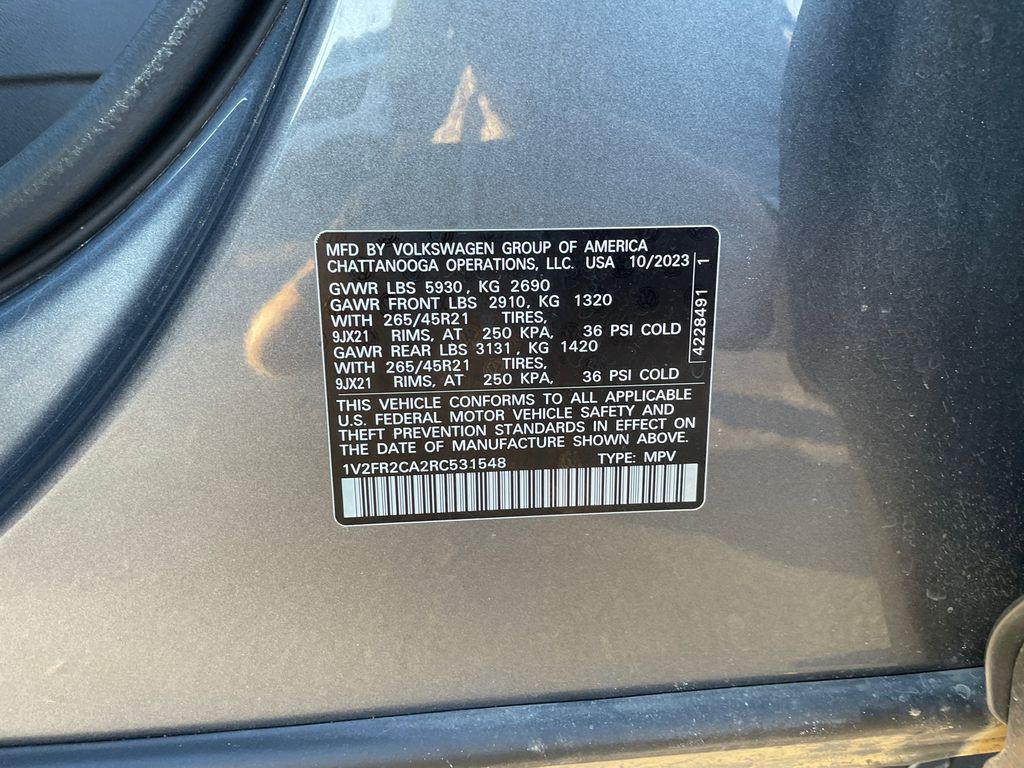 MFD BY VOLKSWAGEN GROUP OF AMERICA
CHATTANOOGA OPERATIONS, LLC. USA 10/2023
GVWR LBS 5930, KG 2690
GAWR FRONT LBS 2910, KG 1320
WITH 265/45R21 TIRES,
9JX21 RIMS, AT 250 KPA, 36 PSI COLD
GAWR REAR LBS 3131, KG 1420
WITH 265/45R21 TIRES,
9JX21 RIMS, AT 250 KPA, 36 PSI COLD
42284911 1
THIS VEHICLE CONFORMS TO ALL APPLICABLE
U.S. FEDERAL MOTOR VEHICLE SAFETY AND
THEFT PREVENTION STANDARDS IN EFFECT ON
THE DATE OF MANUFACTURE SHOWN ABOVE.
1V2FR2CA2RC531548 TYPE: MPV